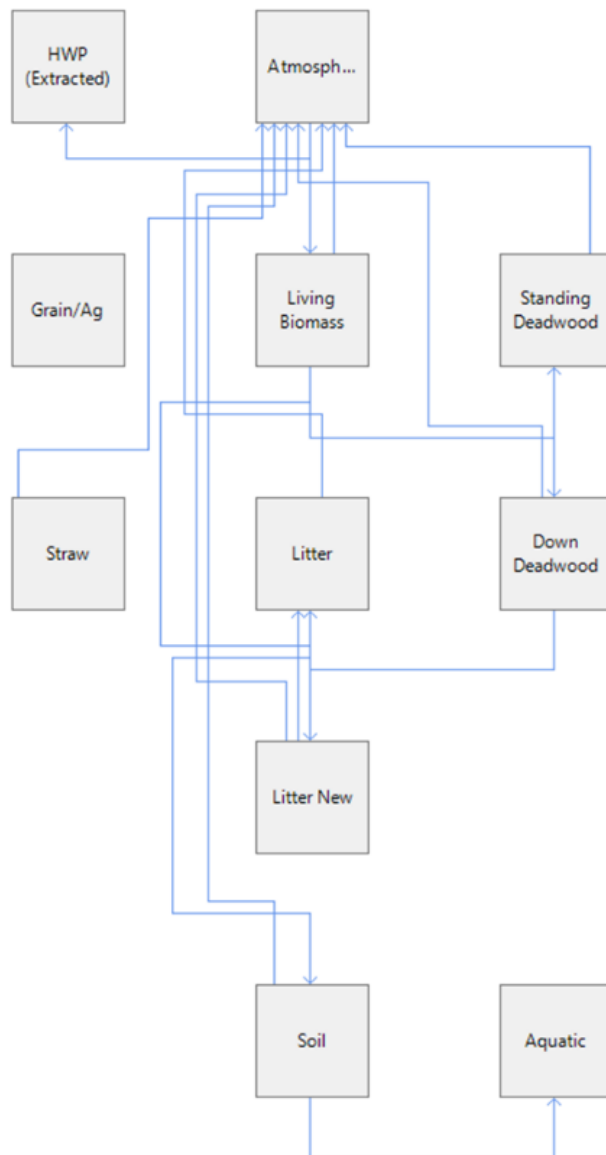 HWP
(Extracted)
Atmosph...
Grain/Ag
Living
Biomass
Standing
Deadwood
Straw
Litter
Down
Deadwood
Litter New
Soil
Aquatic